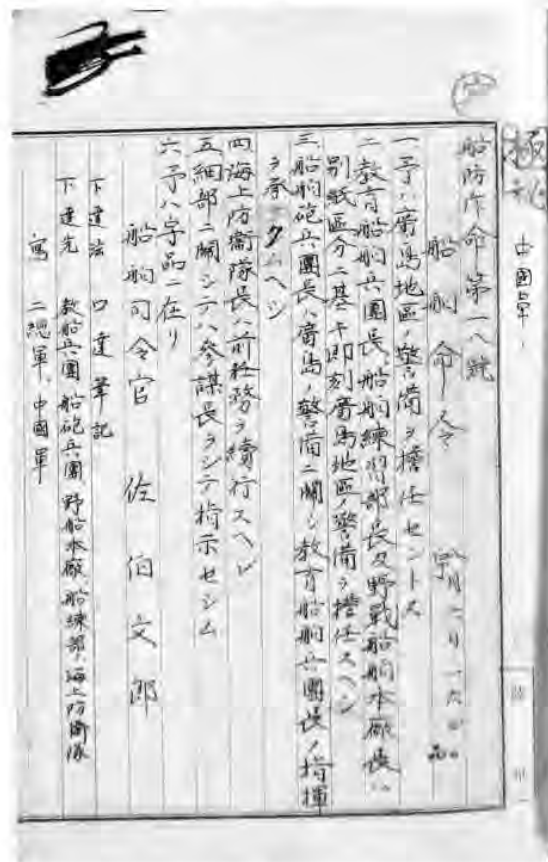 極秘
中國軍
船防作命第一八號
船舶命令
八月六日一六〇〇
宇品
一、予ハ廣島地區ノ警備ヲ擔任セントス
二、教育船舶兵團長、船舶練習部長及野戰船舶本廠長ハ
別紙區分ニ基キ即刻廣島地區ノ警備ヲ擔任スヘシ
三、船舶砲兵團長ハ廣島ノ警備ニ關シ教育船舶兵團長ノ指揮
ヲ承クヘシ
四、海上防衞隊長ハ前任務ヲ續行スヘシ
五、細部ニ關シテハ參謀長ヲシテ指示セシム
六、予ハ宇品ニ在リ
船舶司令官 佐伯文郎
下達法 口達筆記
下達先 教船兵團、船砲兵團、野船本廠、船練部、海上防衞隊
寫 二總軍、中國軍